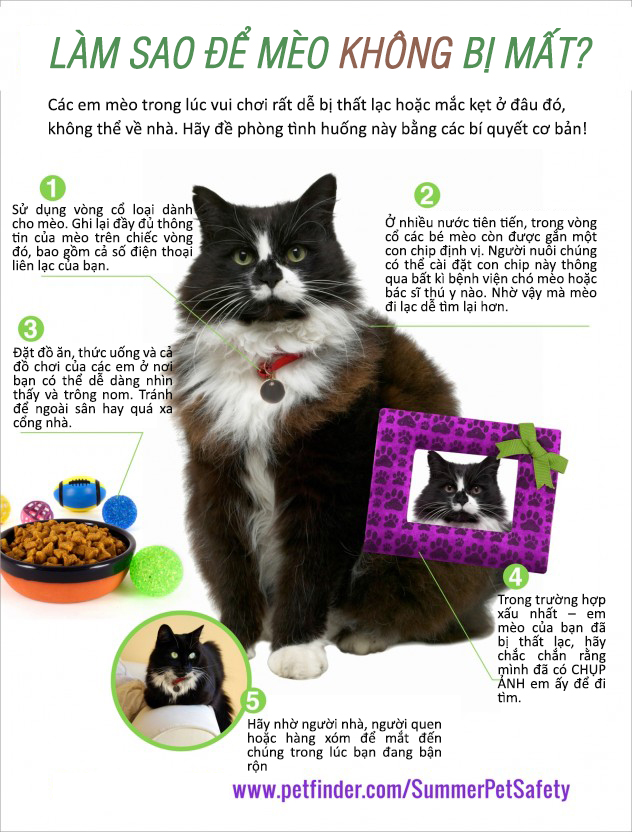 LÀM SAO ĐỂ MÈO KHÔNG BỊ MẤT?
Các em mèo trong lúc vui chơi rất dễ bị thất lạc hoặc mắc kẹt ở đâu đó,
không thể về nhà. Hãy đề phòng tình huống này bằng các bí quyết cơ bản!
1
Sử dụng vòng cổ loại dành
cho mèo. Ghi lại đầy đủ thông
tin của mèo trên chiếc vòng
đó, bao gồm cả số điện thoại
liên lạc của bạn.
2
Ở nhiều nước tiên tiến, trong vòng
cổ các bé mèo còn được gắn một
con chip định vị. Người nuôi chúng
có thể cài đặt con chip này thông
qua bất kì bệnh viện chó mèo hoặc
bác sĩ thú y nào. Nhờ vậy mà mèo
đi lạc dễ tìm lại hơn.
3
Đặt đồ ăn, thức uống và cả
đồ chơi của các em ở nơi
bạn có thể dễ dàng nhìn
thấy và trông nom. Tránh
để ngoài sân hay quá xa
cổng nhà.
4
Trong trường hợp
xấu nhất – em
mèo của bạn đã
bị thất lạc, hãy
chắc chắn rằng
mình đã có CHỤP
ẢNH em ấy để đi
tìm.
5
Hãy nhờ người nhà, người quen
hoặc hàng xóm để mắt đến
chúng trong lúc bạn đang bận
rộn
www.petfinder.com/SummerPetSafety